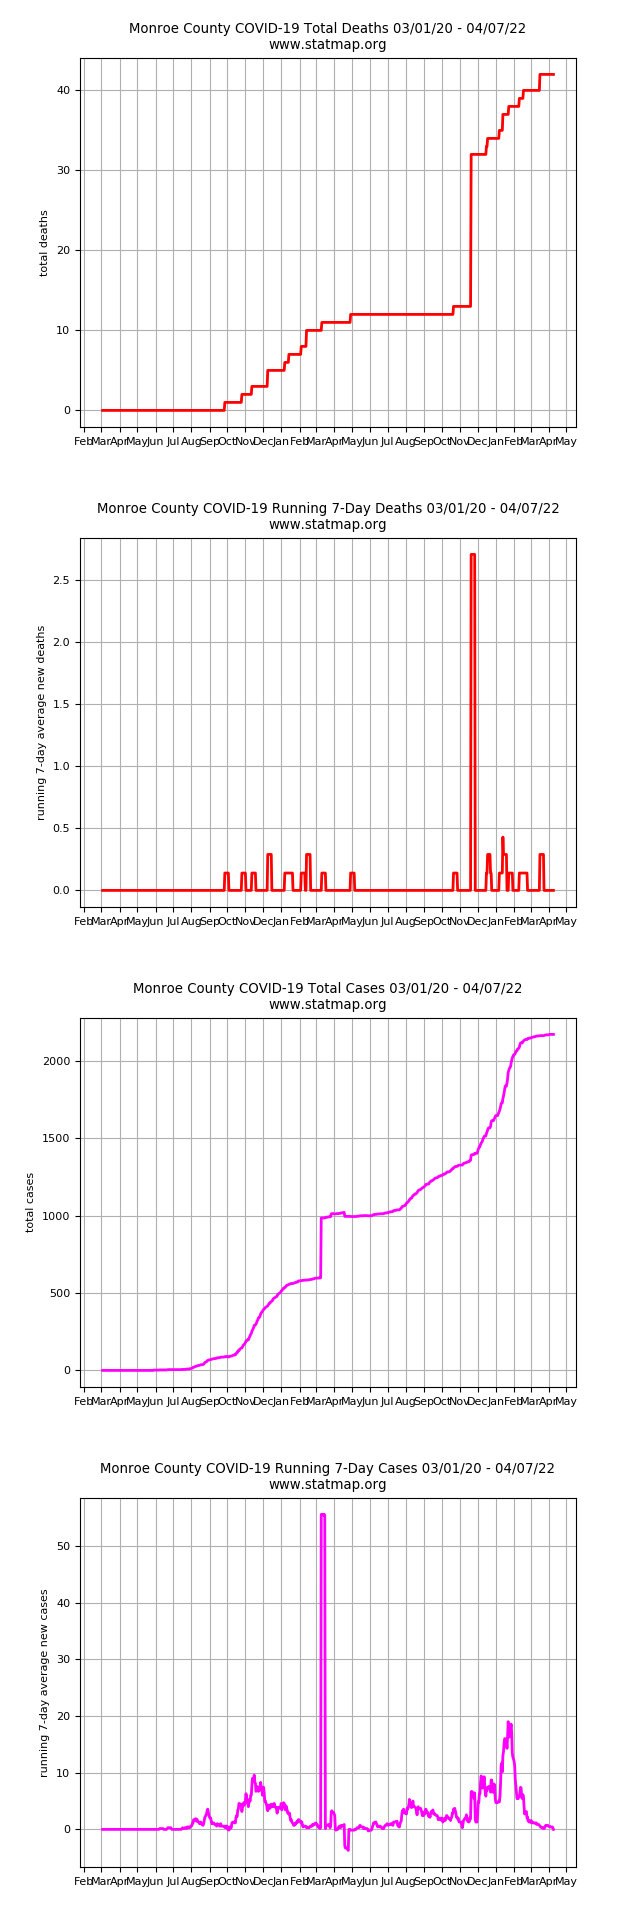 Monroe County COVID-19 Total Deaths 03/01/20 - 04/07/22
www.statmap.org
40
30
20
10
0
total deaths
Feb Mar Apr May Jun Jul Aug Sep Oct Nov Dec Jan Feb Mar Apr May Jun Jul Aug Sep Oct Nov Dec Jan Feb Mar Apr May
Monroe County COVID-19 Running 7-Day Deaths 03/01/20 - 04/07/22
www.statmap.org
2.5
2.0
1.5
1.0
0.5
0.0
running 7-day average new deaths
Feb Mar Apr May Jun Jul Aug Sep Oct Nov Dec Jan Feb Mar Apr May Jun Jul Aug Sep Oct Nov Dec Jan Feb Mar Apr May
Monroe County COVID-19 Total Cases 03/01/20 - 04/07/22
www.statmap.org
2000
1500
1000
500
0
total cases
Feb Mar Apr May Jun Jul Aug Sep Oct Nov Dec Jan Feb Mar Apr May Jun Jul Aug Sep Oct Nov Dec Jan Feb Mar Apr May
Monroe County COVID-19 Running 7-Day Cases 03/01/20 - 04/07/22
www.statmap.org
50
40
30
20
10
0
running 7-day average new cases
Feb Mar Apr May Jun Jul Aug Sep Oct Nov Dec Jan Feb Mar Apr May Jun Jul Aug Sep Oct Nov Dec Jan Feb Mar Apr May